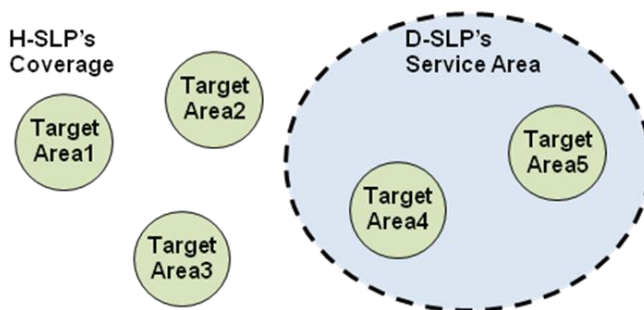 H-SLP's
Coverage
D-SLP's
Service Area
Target
Area1
Target
Area2
Target
Area3
Target
Area4
Target
Area5